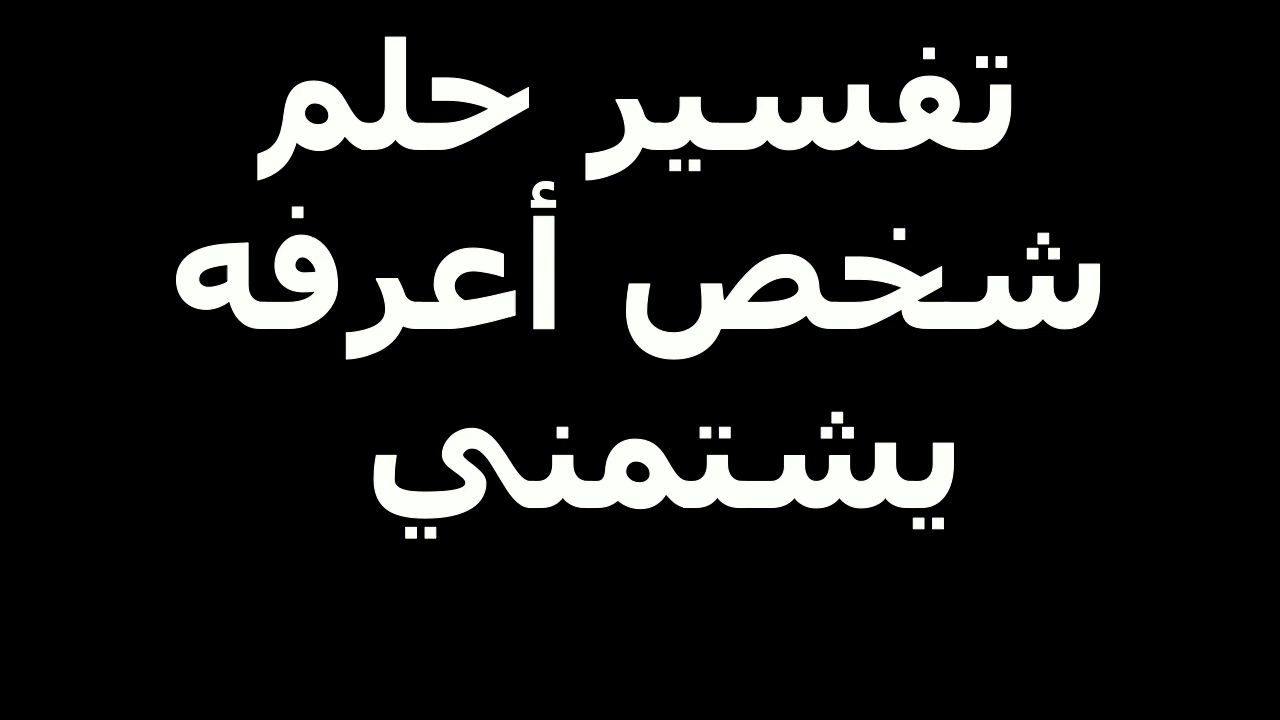 تفسير حلم
شخص أعرفه
يشتمني